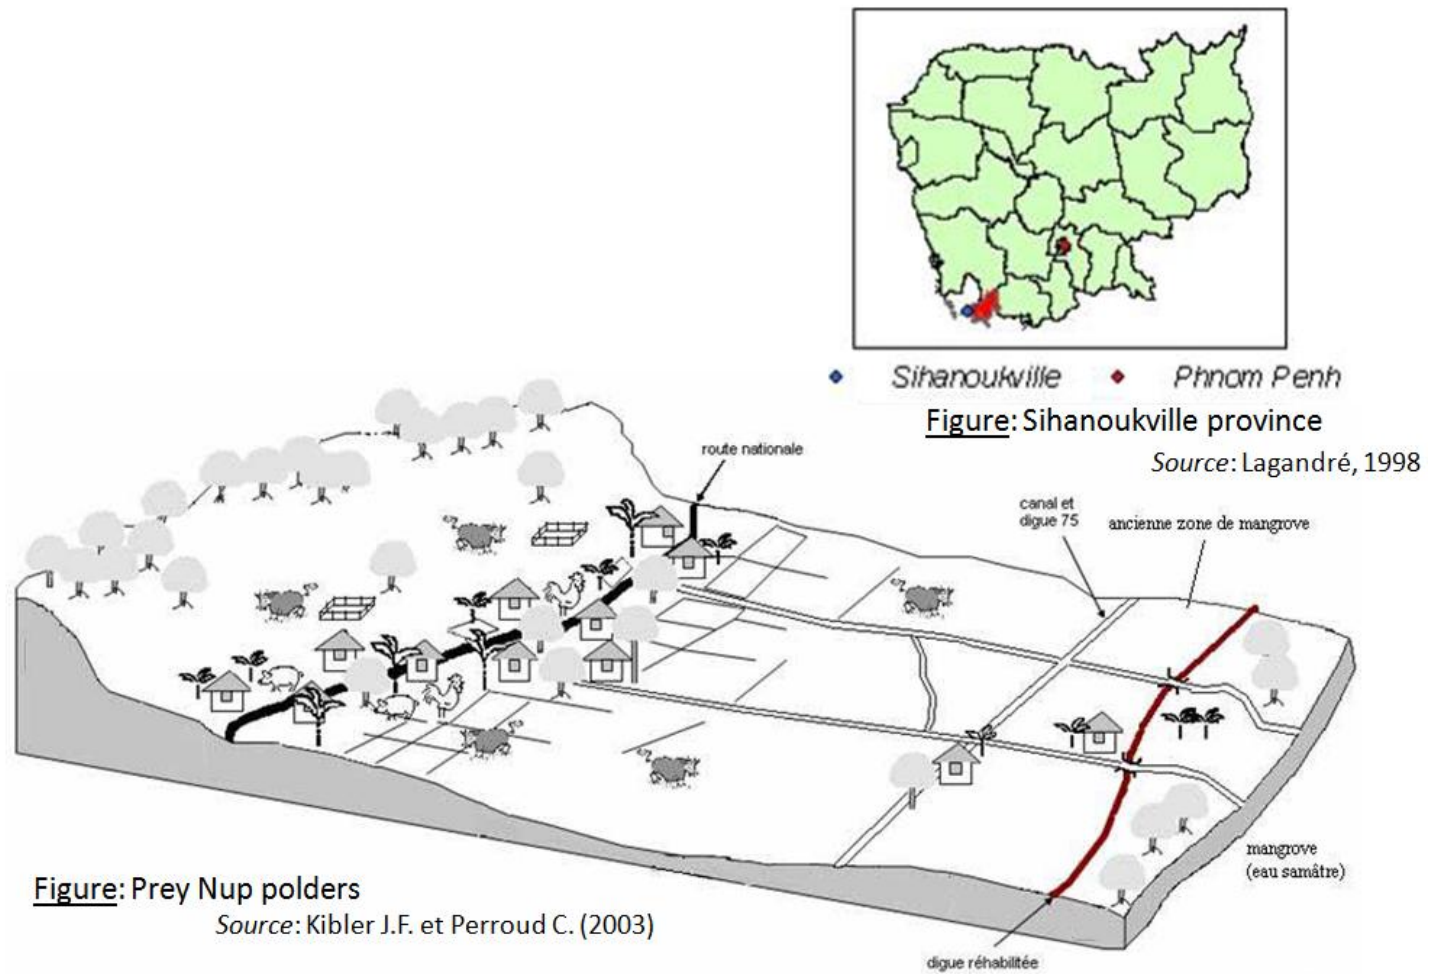 Sihanoukville
Phnom Penh
Figure: Sihanoukville province
Source: Lagandré, 1998
route nationale
canal et
digue 75
ancienne zone de mangrove
mangrove
(eau samâtre)
Figure: Prey Nup polders
Source: Kibler J.F. et Perroud C. (2003)
digue réhabilitée